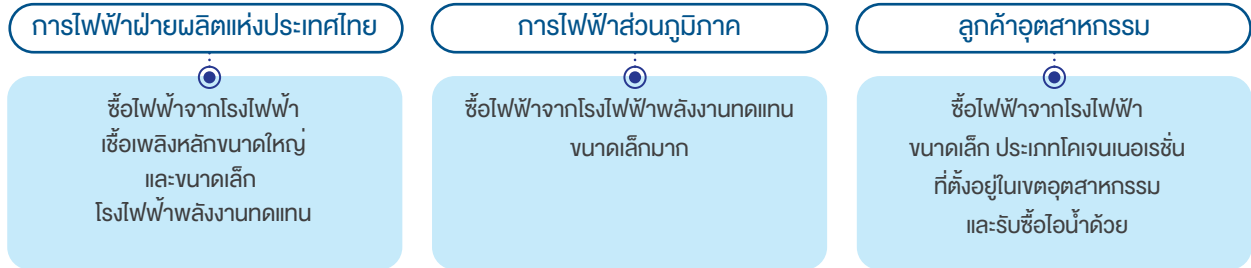 การไฟฟ้าฝ่ายผลิตแห่งประเทศไทย
ซื้อไฟฟ้าจากโรงไฟฟ้า
เชื้อเพลิงหลักขนาดใหญ่
และขนาดเล็ก
โรงไฟฟ้าพลังงานทดแทน
การไฟฟ้าส่วนภูมิภาค
ซื้อไฟฟ้าจากโรงไฟฟ้าพลังงานทดแทน
ขนาดเล็กมาก
ลูกค้าอุตสาหกรรม
ซื้อไฟฟ้าจากโรงไฟฟ้า
ขนาดเล็ก ประเภทโคเจนเนอเรชั่น
ที่ตั้งอยู่ในเขตอุตสาหกรรม
และรับซื้อไอน้ำด้วย